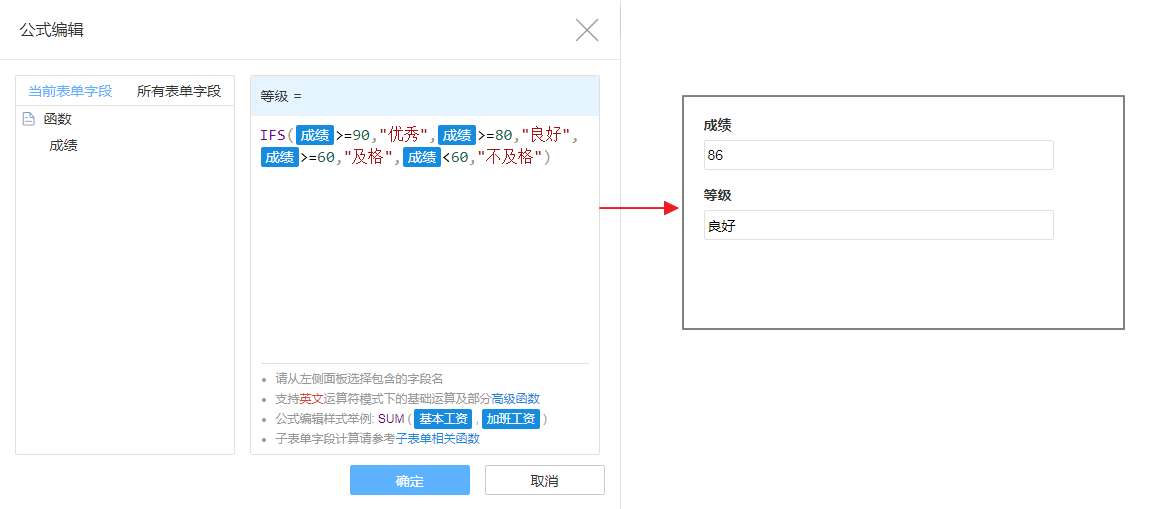 公式编辑
当前表单字段 所有表单字段
函数
成绩
等级 =
IFS(成绩>=90,"优秀",成绩>=80,"良好",
成绩>=60,"及格",成绩<60,"不及格")
请从左侧面板选择包含的字段名
支持英文运算符模式下的基础运算及部分高级函数
公式编辑样式举例: SUM ( 基本工资 , 加班工资 )
子表单字段计算请参考子表单相关函数
确定 取消
成绩
86
等级
良好